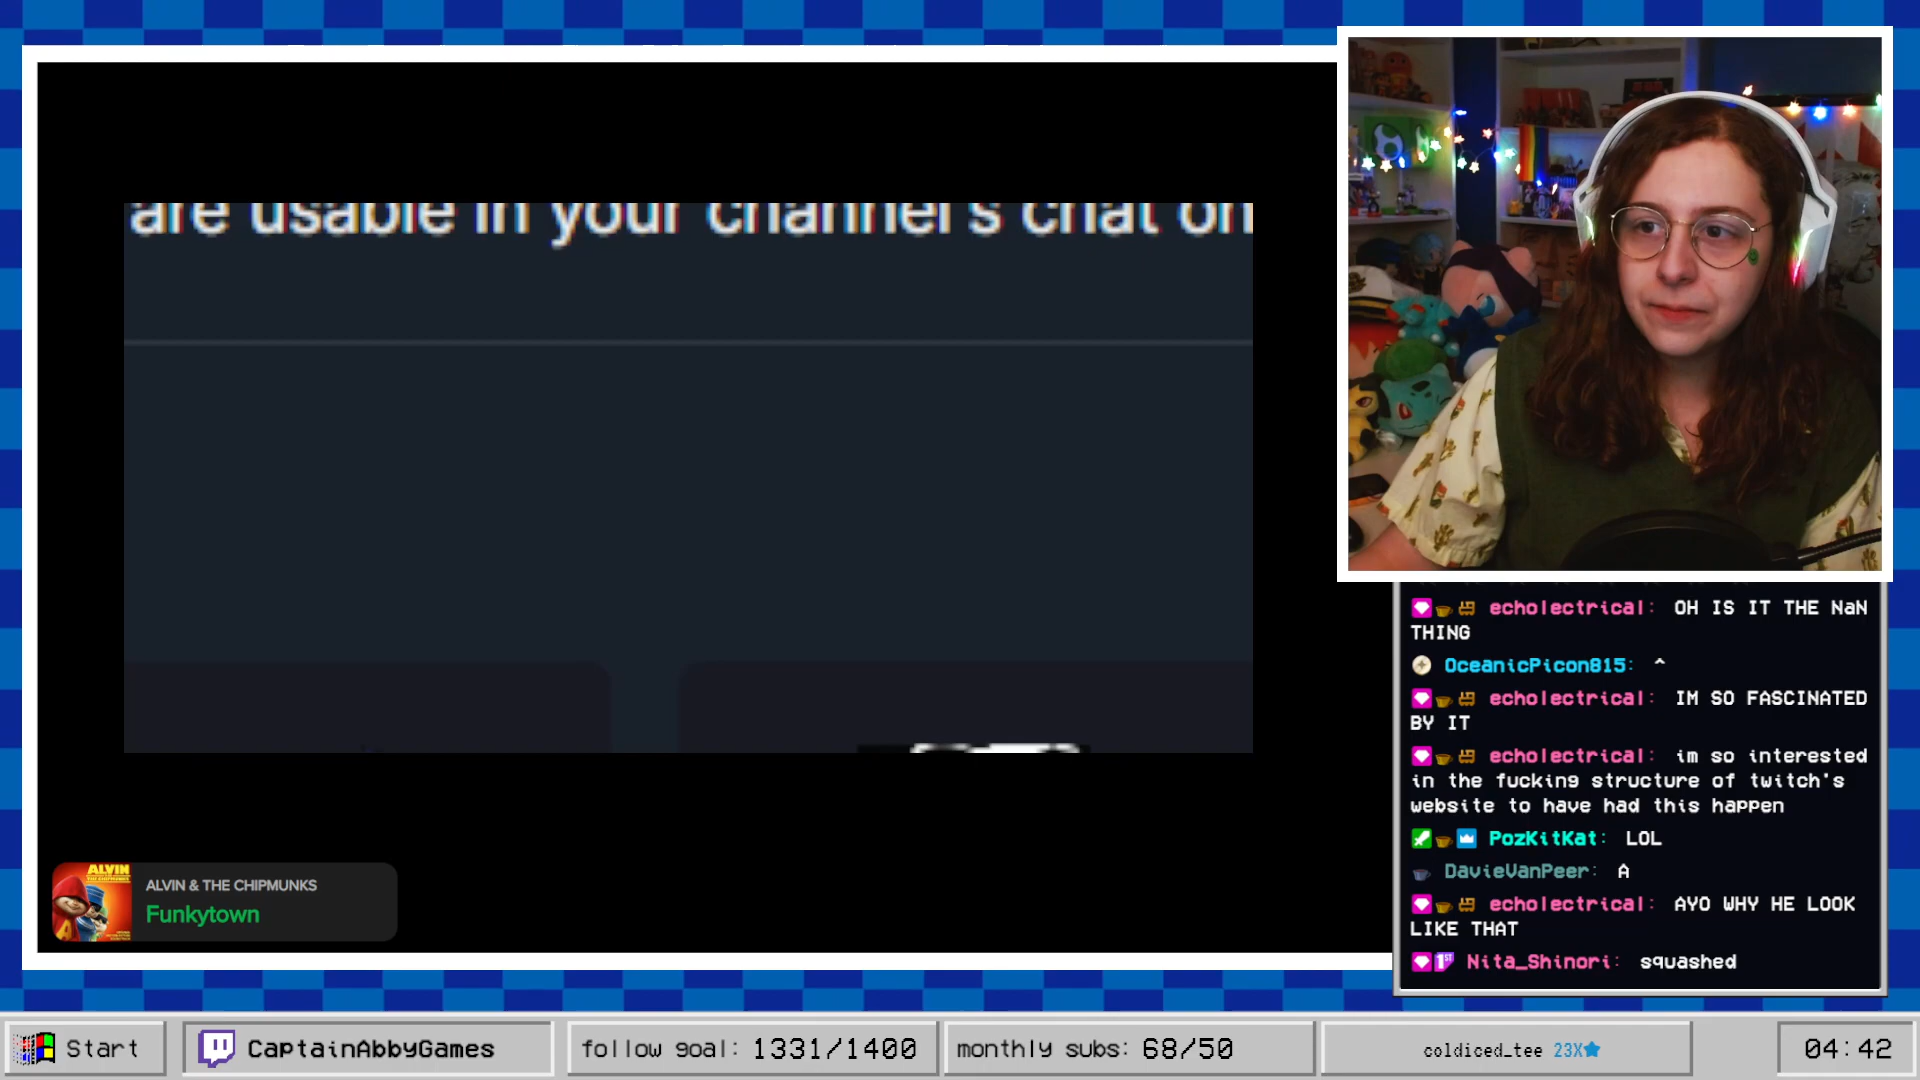 are usable in your channel's chat on
echolectrical: OH IS IT THE NaN
THING
OceanicPicon815: ^
echolectrical: IM SO FASCINATED
BY IT
echolectrical: im so interested
in the fucking structure of twitch's
website to have had this happen
PozKitKat: LOL
DavieVanPeer: A
echolectrical: AYO WHY HE LOOK
LIKE THAT
1ST Nita_Shinori: squashed
ALVIN
ALVIN & THE CHIPMUNKS
Funkytown
Start
CaptainAbbyGames
follow goal: 1331/1400
monthly subs: 68/50
coldiced_tee 23X
04:42